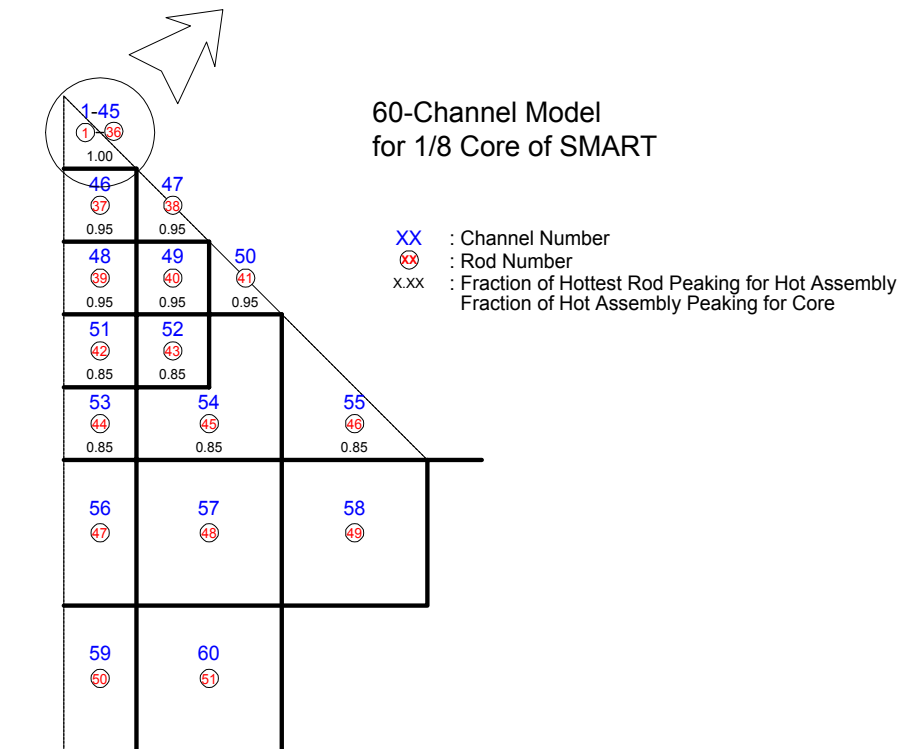 60-Channel Model
for 1/8 Core of SMART
XX : Channel Number
XX : Rod Number
X.XX : Fraction of Hottest Rod Peaking for Hot Assembly
Fraction of Hot Assembly Peaking for Core
1-45
1-36
1.00
46 47
37 38
0.95 0.95
48 49 50
39 40 41
0.95 0.95 0.95
51 52
42 43
0.85 0.85
53 54 55
44 45 46
0.85 0.85 0.85
56 57 58
47 48 49
59 60
50 51